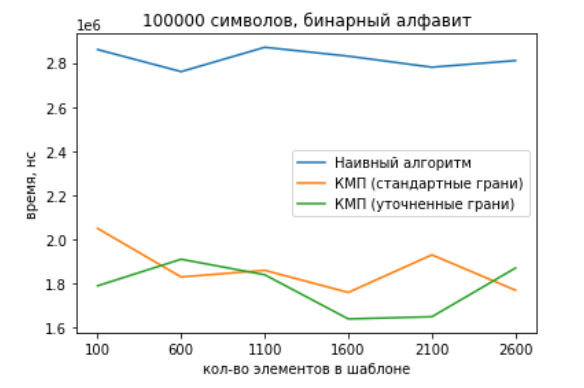 100000 символов, бинарный алфавит
1e6
2.8
2.6
2.4
2.2
2.0
1.8
1.6
время, нс
Наивный алгоритм
КМП (стандартные грани)
КМП (уточненные грани)
100 600 1100 1600 2100 2600
кол-во элементов в шаблоне